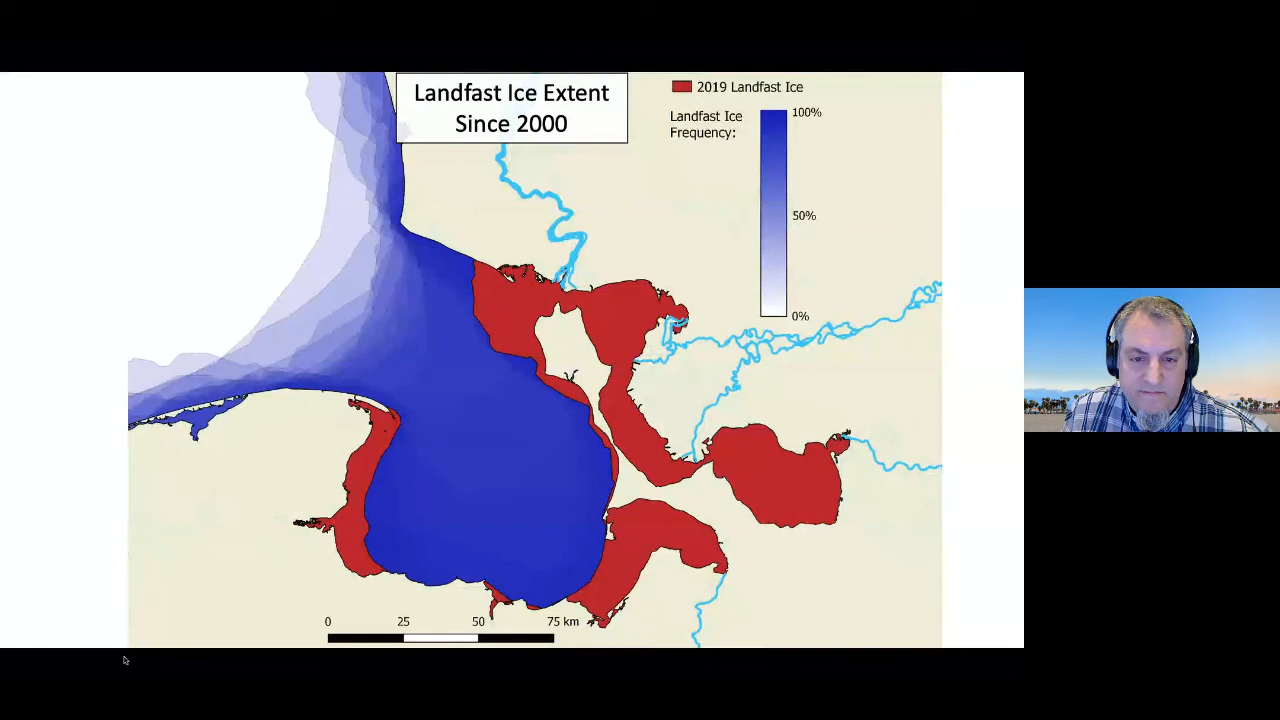 Landfast Ice Extent
Since 2000
2019 Landfast Ice
Landfast Ice
Frequency:
100%
50%
0%
0 25 50 75 km